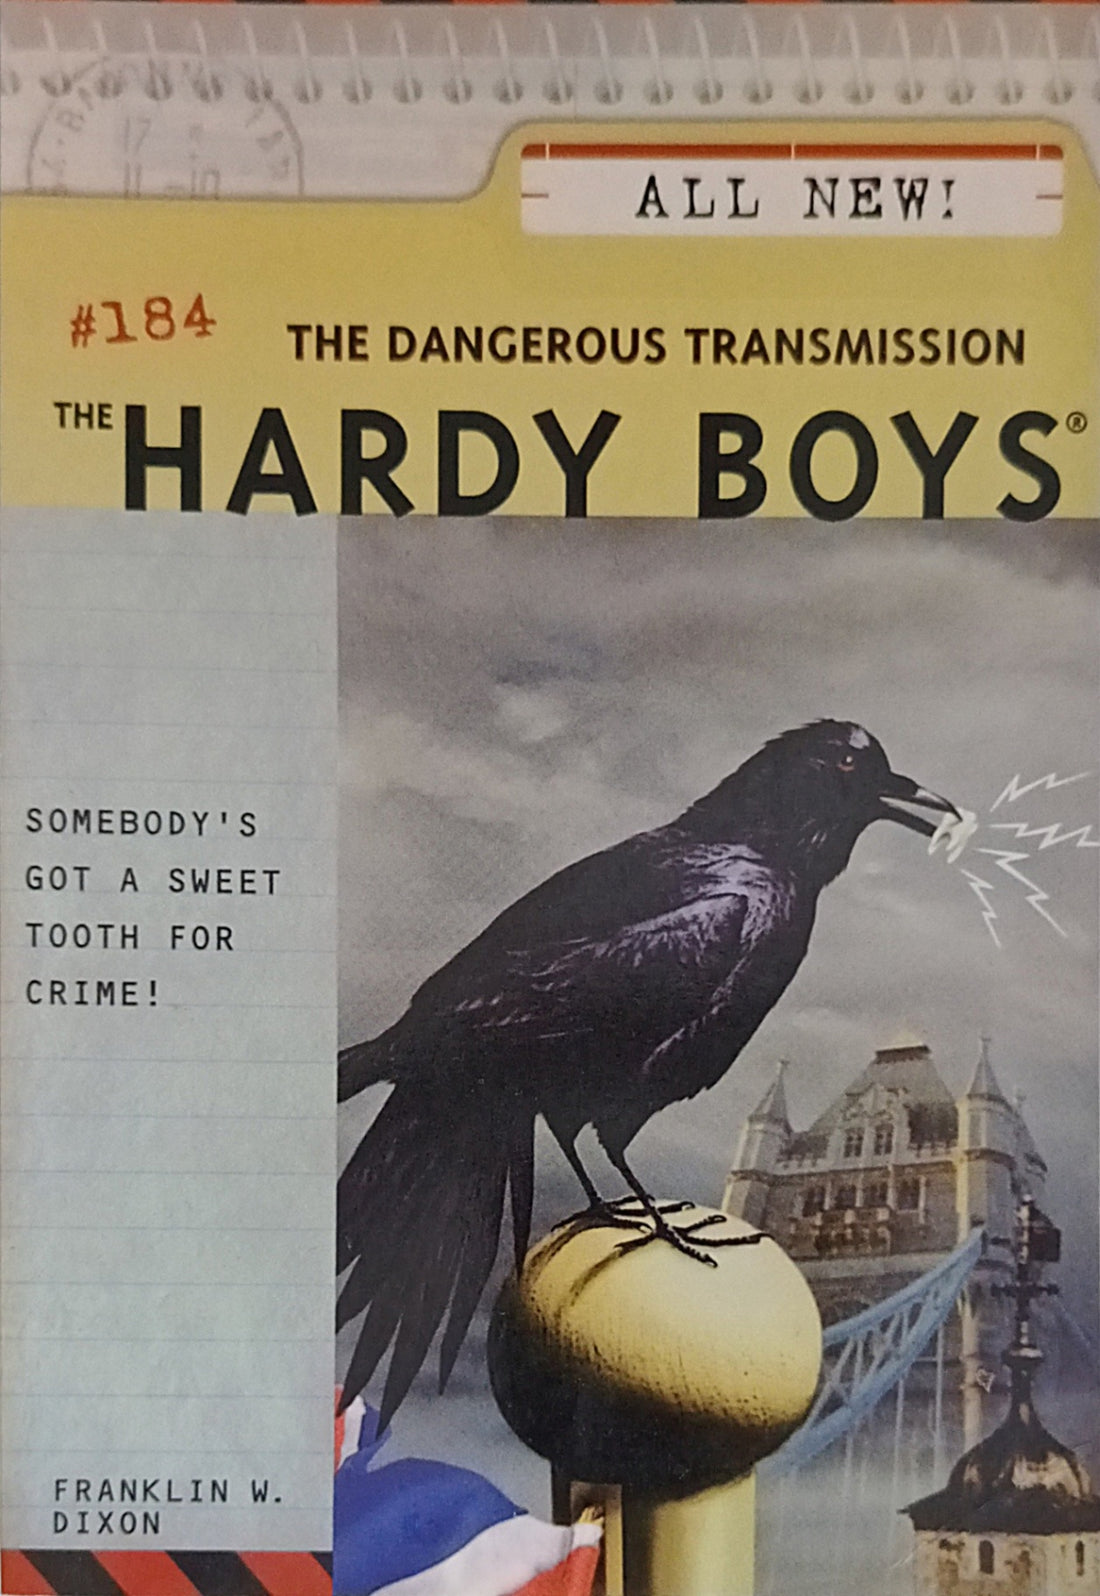 ALL NEW!
#184
THE DANGEROUS TRANSMISSION
THE HARDY BOYS®
SOMEBODY'S
GOT A SWEET
TOOTH FOR
CRIME!
FRANKLIN W.
DIXON